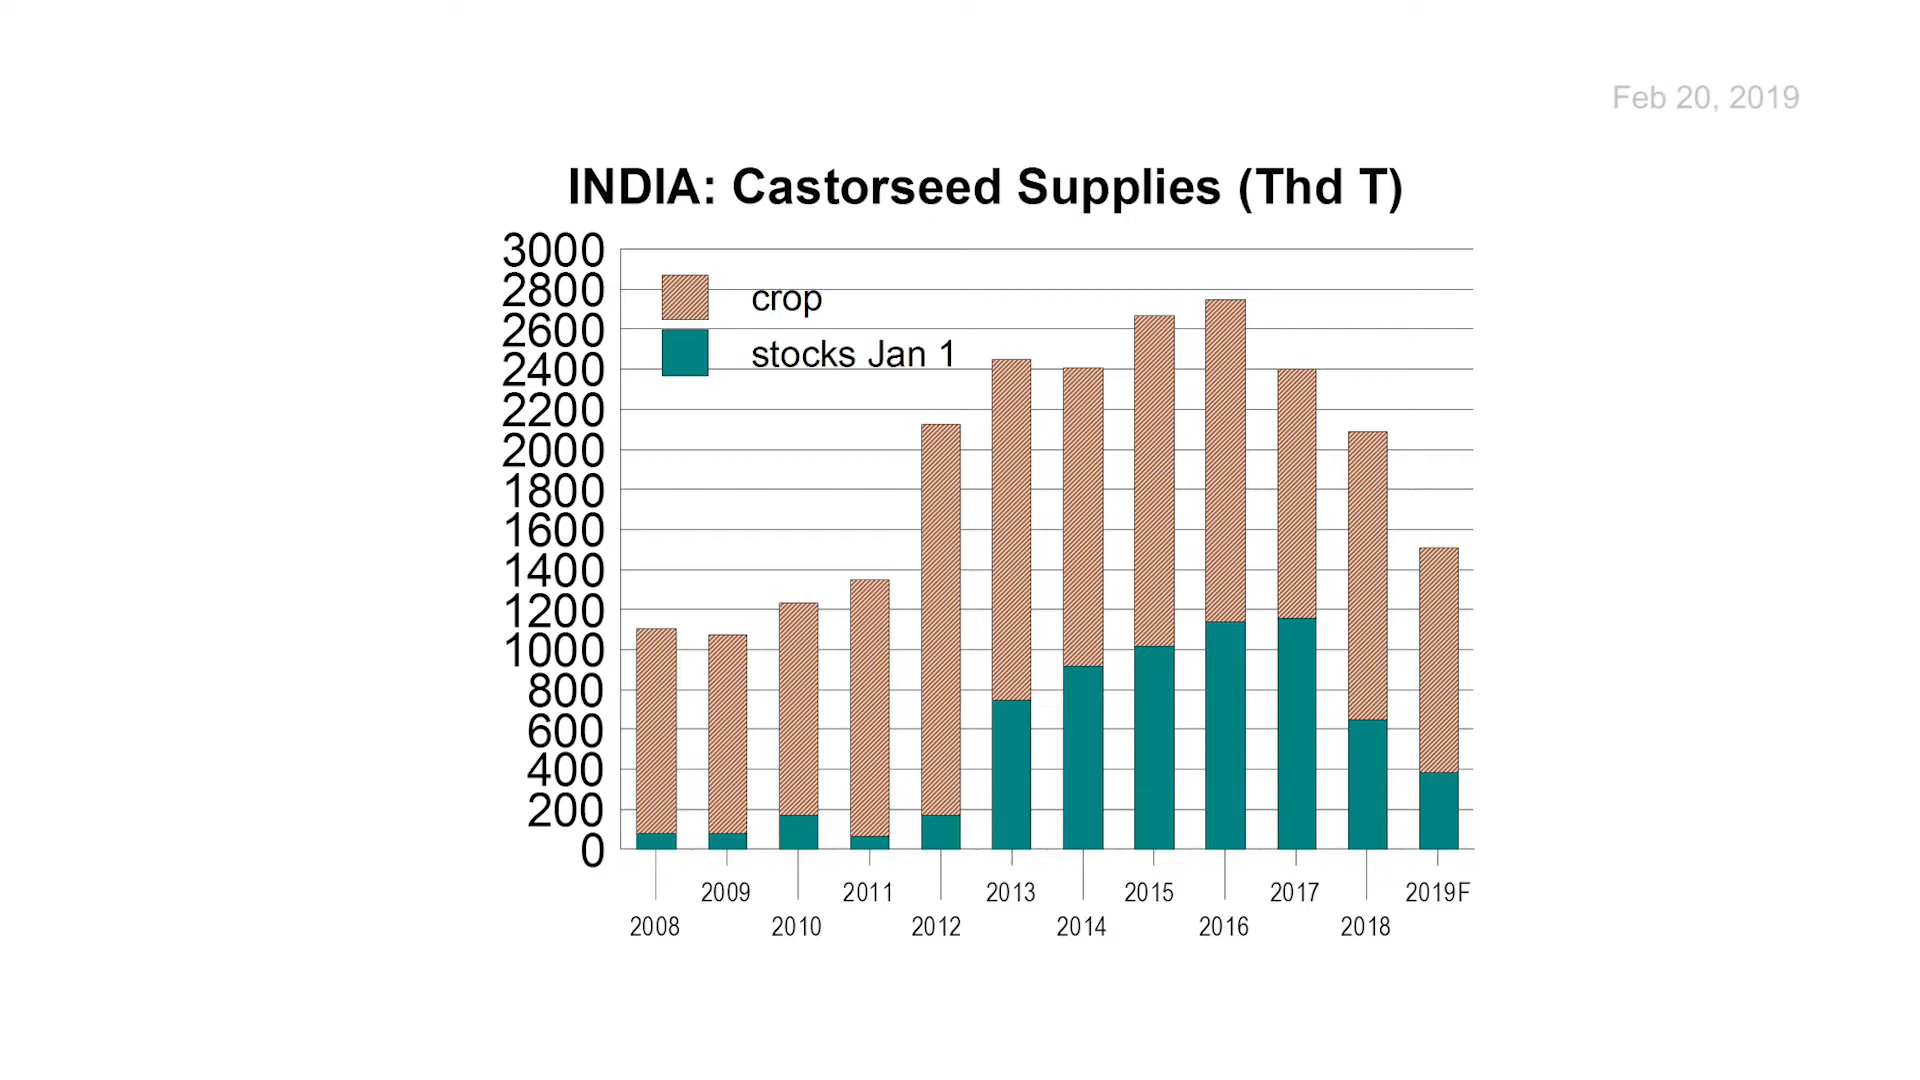 Feb 20, 2019
INDIA: Castorseed Supplies (Thd T)
3000
2800
2600
2400
2200
2000
1800
1600
1400
1200
1000
800
600
400
200
0
crop
stocks Jan 1
2009 2011 2013 2015 2017 2019F
2008 2010 2012 2014 2016 2018